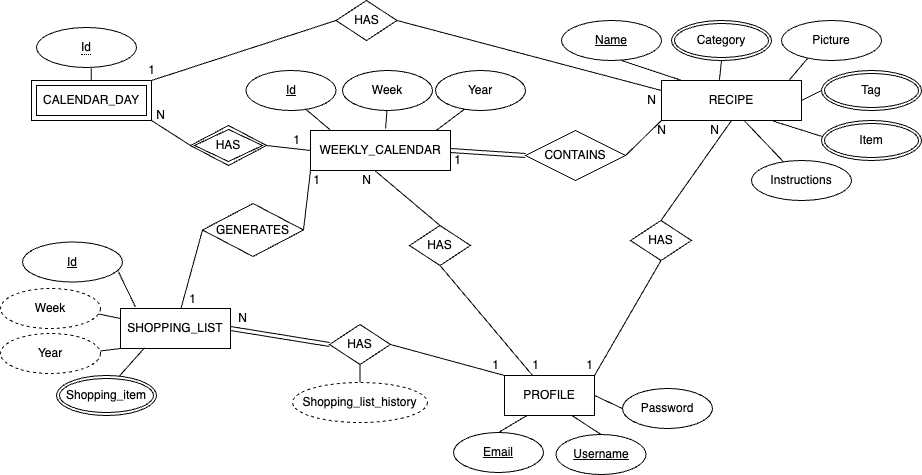 HAS
Id
1
Name
Category
Picture
CALENDAR_DAY
N
Id
Week
Year
N
RECIPE
Tag
HAS
1
WEEKLY_CALENDAR
1
CONTAINS
N
N
Item
Instructions
1
N
GENERATES
HAS
HAS
Id
Week
Year
1
SHOPPING_LIST
N
HAS
Shopping_item
Shopping_list_history
1
1
1
PROFILE
Password
Email
Username